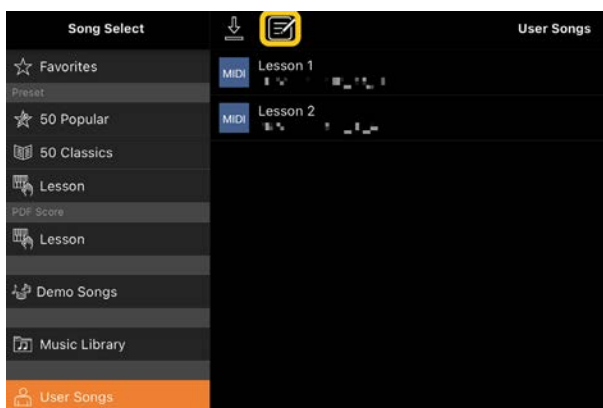 Song Select
User Songs
Favorites
Preset
50 Popular
50 Classics
Lesson
PDF Score
Lesson
Demo Songs
Music Library
User Songs
MIDI
Lesson 1
MIDI
Lesson 2